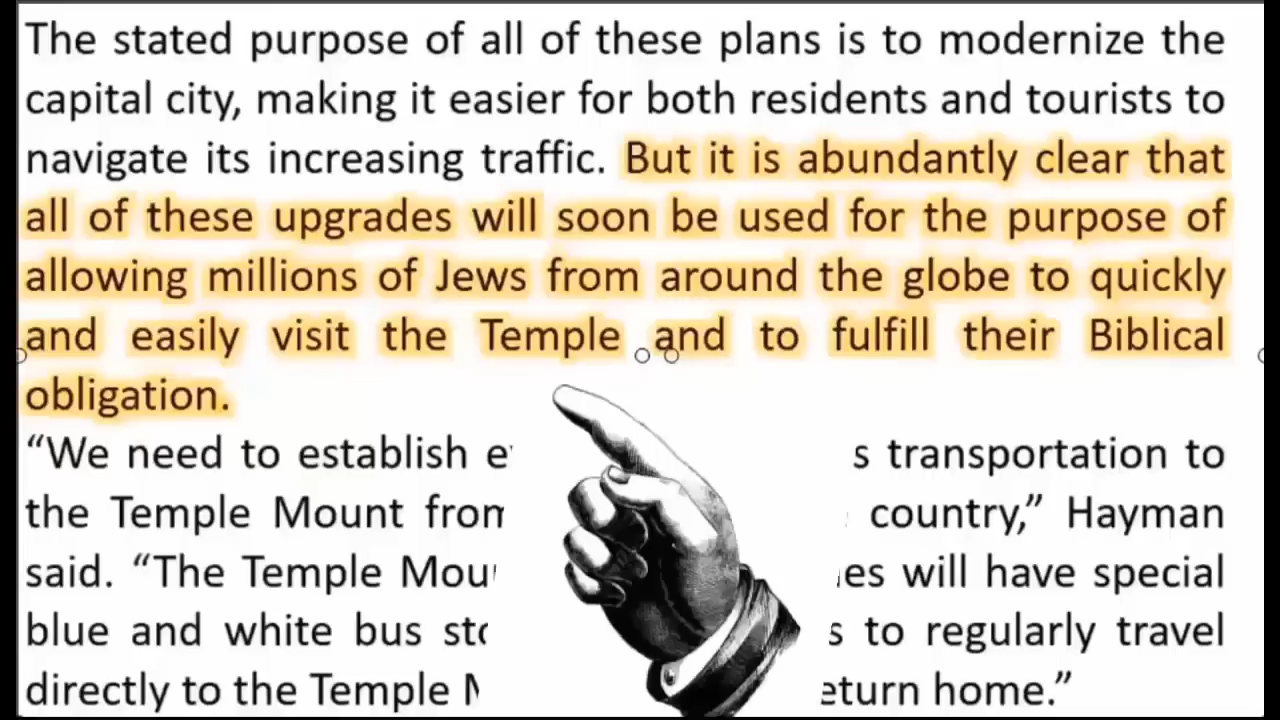 The stated purpose of all of these plans is to modernize the
capital city, making it easier for both residents and tourists to
navigate its increasing traffic. But it is abundantly clear that
all of these upgrades will soon be used for the purpose of
allowing millions of Jews from around the globe to quickly
and easily visit the Temple and to fulfill their Biblical
obligation.
“We need to establish transportation to
the Temple Mount from country,” Hayman
said. “The Temple will have special
blue and white bus to regularly travel
directly to the Temple home.”